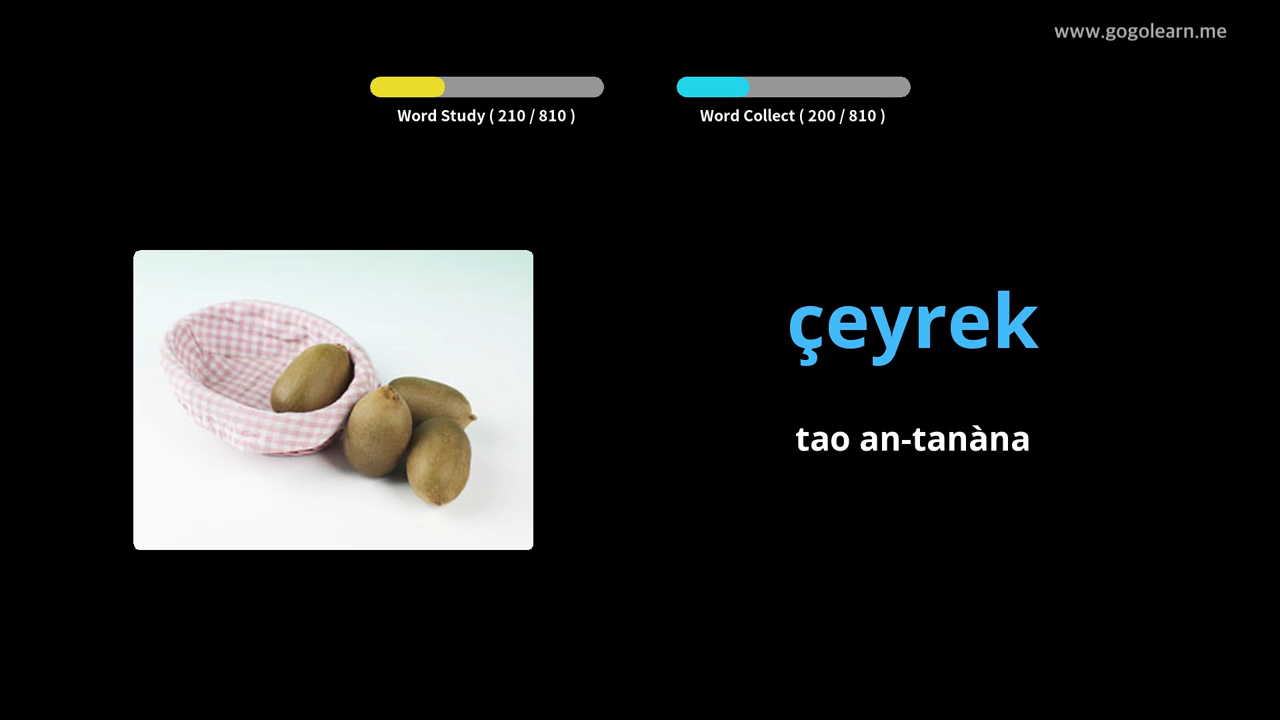 www.gogolearn.me
Word Study ( 210 / 810 )
Word Collect ( 200 / 810 )
çeyrek
tao an-tanàna